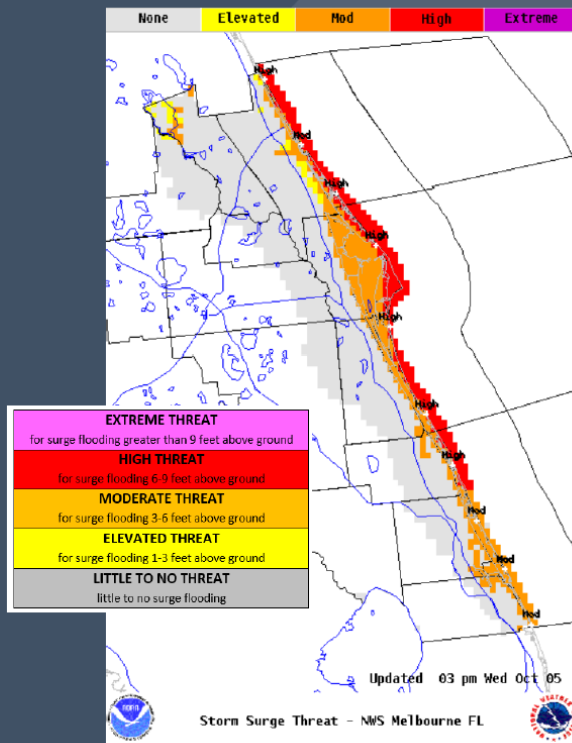 None Elevated Mod High Extreme
High
Mod
High
High
High
High
High
Mod
Mod
Mod
EXTREME THREAT
for surge flooding greater than 9 feet above ground
HIGH THREAT
for surge flooding 6-9 feet above ground
MODERATE THREAT
for surge flooding 3-6 feet above ground
ELEVATED THREAT
for surge flooding 1-3 feet above ground
LITTLE TO NO THREAT
little to no surge flooding
Updated 03 pm Wed Oct 05
Storm Surge Threat - NWS Melbourne FL